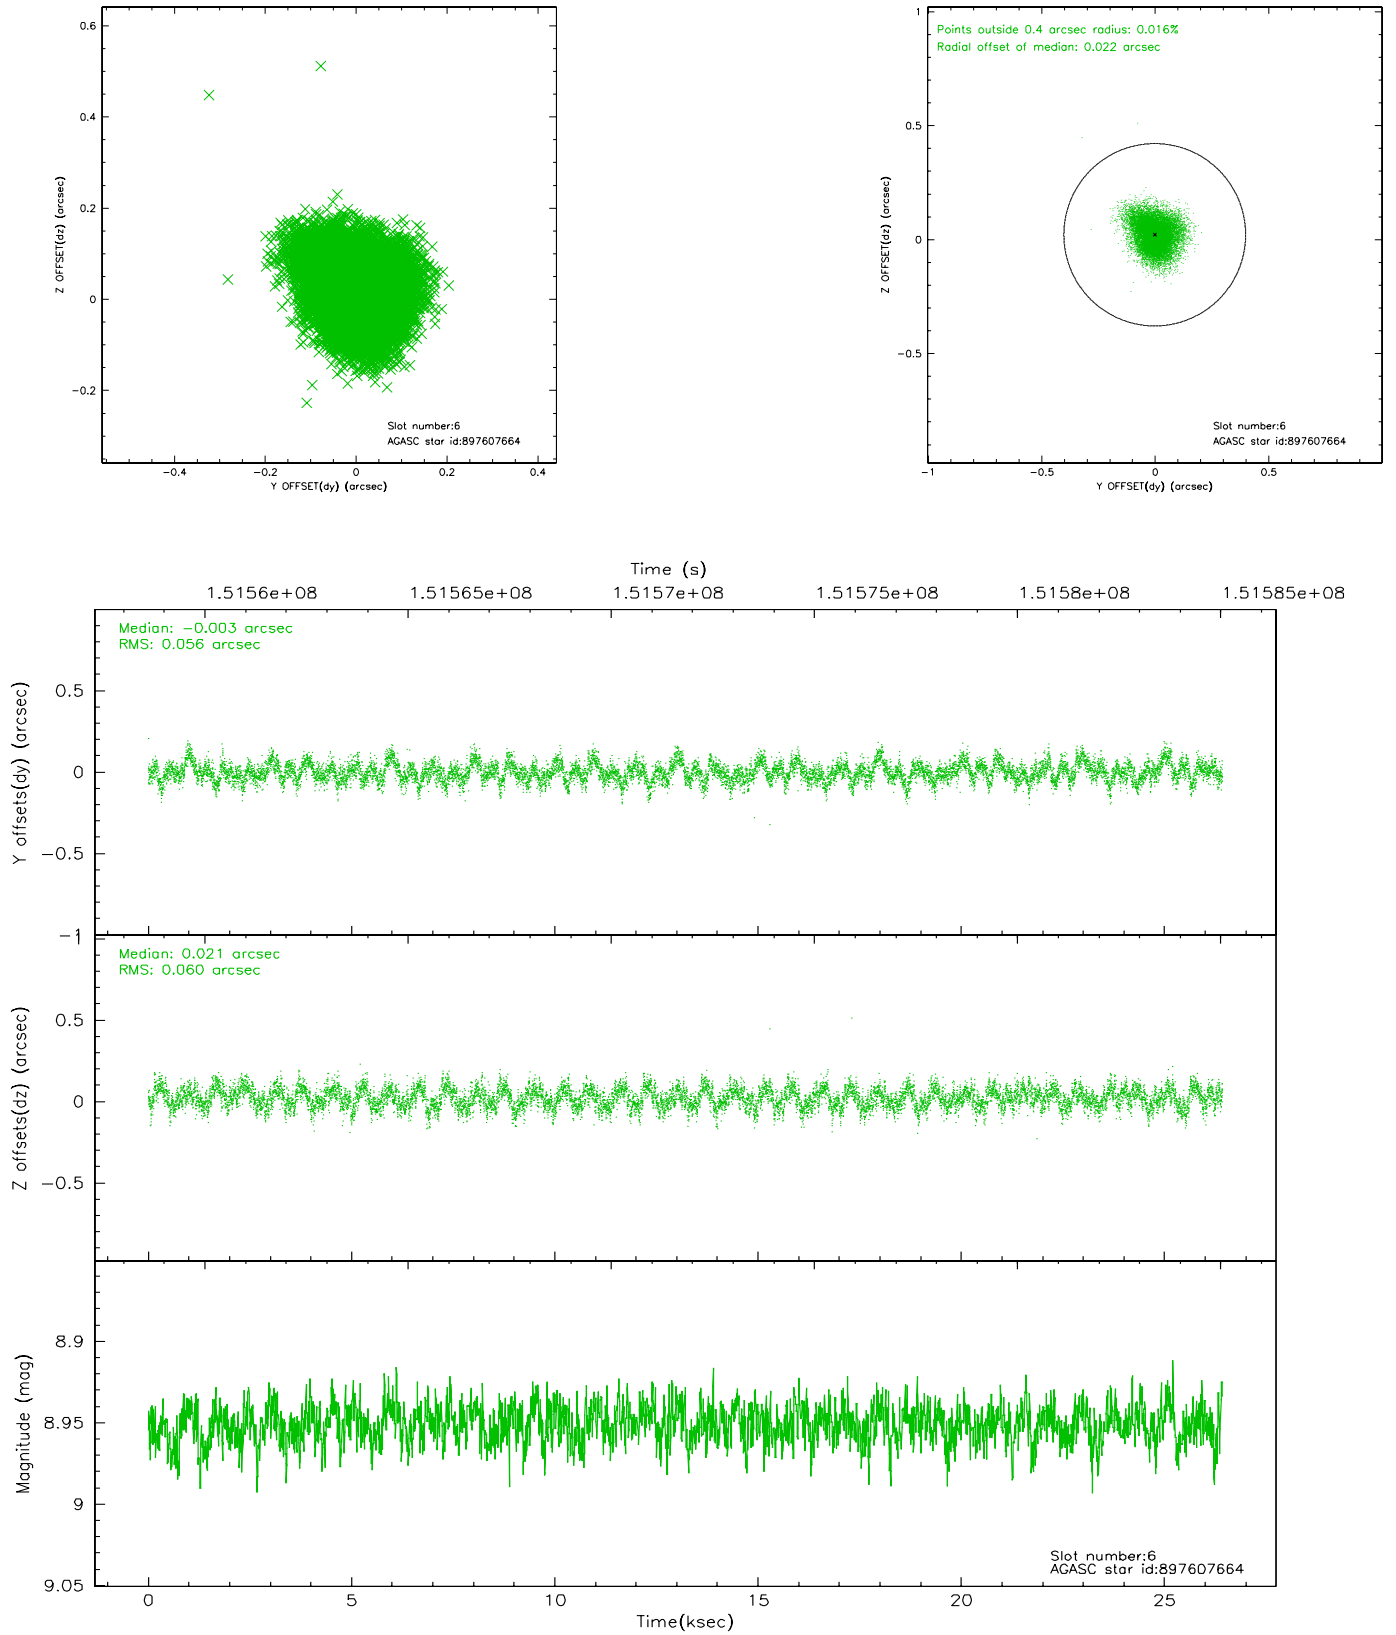 0.6
0.4
0.2
0
−0.2
Z OFFSET(dz) (arcsec)
Slot number:6
AGASC star id:897607664
−0.4
−0.2
0
0.2
0.4
Y OFFSET(dy) (arcsec)
Points outside 0.4 arcsec radius: 0.016%
Radial offset of median: 0.022 arcsec
1
0.5
0
−0.5
Z OFFSET(dz) (arcsec)
Slot number:6
AGASC star id:897607664
−1
−0.5
0
0.5
Y OFFSET(dy) (arcsec)
Time (s)
1.5156e+08
1.51565e+08
1.5157e+08
1.51575e+08
1.5158e+08
1.51585e+08
Median: −0.003 arcsec
RMS: 0.056 arcsec
0.5
0
−0.5
−1
Y offsets(dy) (arcsec)
Median: 0.021 arcsec
RMS: 0.060 arcsec
0.5
0
−0.5
Z offsets(dz) (arcsec)
8.9
8.95
9
9.05
Magnitude (mag)
Slot number:6
AGASC star id:897607664
0
5
10
15
20
25
Time(ksec)